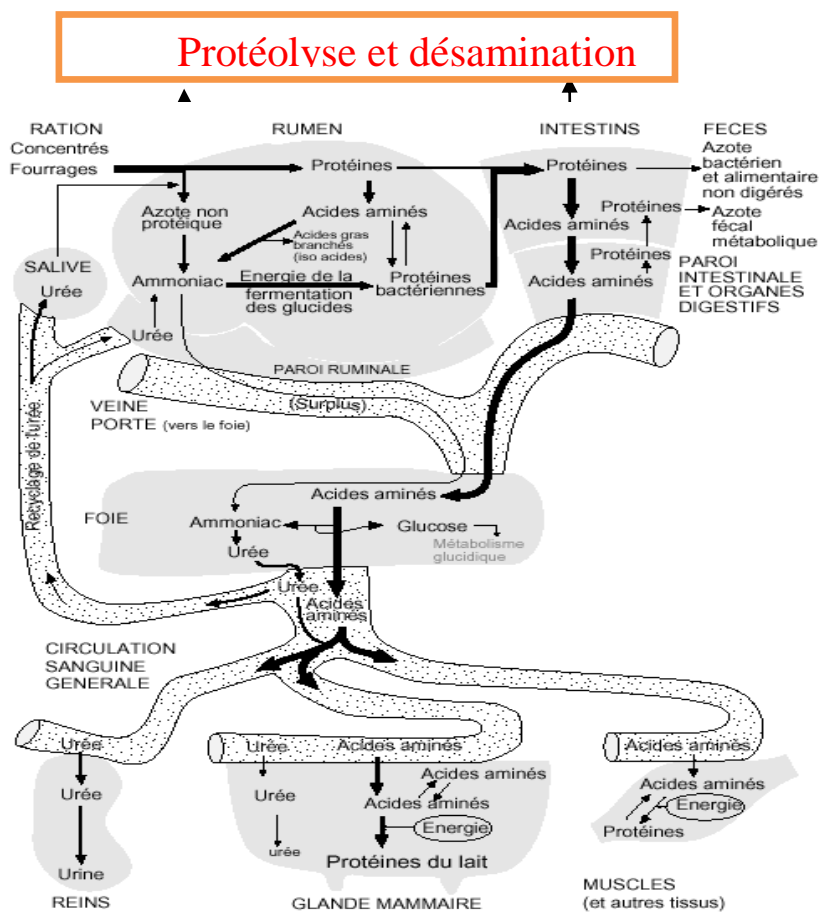 Protéolyse et désamination
RATION
Concentrés
Fourrages
RUMEN
INTESTINS
FECES
Azote
bactérien
et alimentaire
non digérés
Protéines
Protéines
Azote non
protéique
Acides aminés
Acides gras
branchés
(iso acides)
Acides aminés
Protéines
Azote
fécal
métabolique
SALIVE
Urée
Ammoniac
Energie de la
fermentation
des glucides
Protéines
bactériennes
Protéines
Acides aminés
PAROI
INTESTINALE
ET ORGANES
DIGESTIFS
Urée
PAROI RUMINALE
(Surplus)
VEINE
PORTE (vers le foie)
Recyclage de l'urée
FOIE
Acides aminés
Ammoniac
Glucose
Urée
Métabolisme
glucidique
Urée
Acides
aminés
CIRCULATION
SANGUINE
GENERALE
Urée
Urée
Acides aminés
Acides aminés
Urée
Urée
Acides aminés
Acides aminés
Acides aminés
Energie
Energie
Protéines
urée
Protéines du lait
Urine
REINS
GLANDE MAMMAIRE
MUSCLES
(et autres tissus)